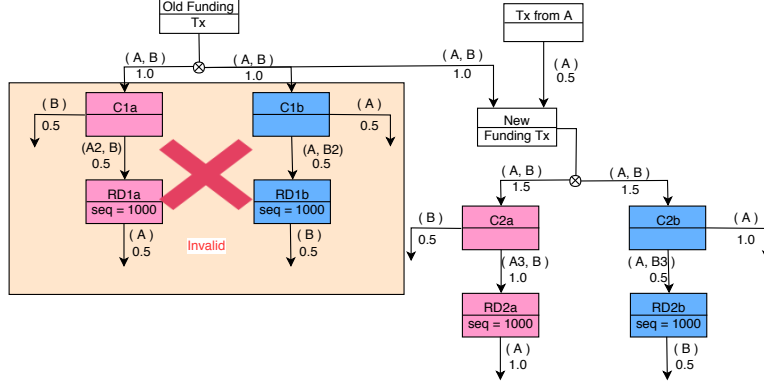 Old Funding
Tx
Tx from A
(A, B)
1.0
(A, B )
1.0
(A, B )
1.0
(A)
0.5
(B)
0.5
C1a
C1b
(A)
0.5
New
Funding Tx
(A2, B)
0.5
(A, B2)
0.5
RD1a
seq = 1000
RD1b
seq = 1000
(A, B)
1.5
(A, B)
1.5
(A)
0.5
Invalid
(B)
0.5
(B)
0.5
C2a
C2b
(A)
1.0
(A3, B)
1.0
(A, B3)
0.5
RD2a
seq = 1000
RD2b
seq = 1000
(A)
1.0
(B)
0.5